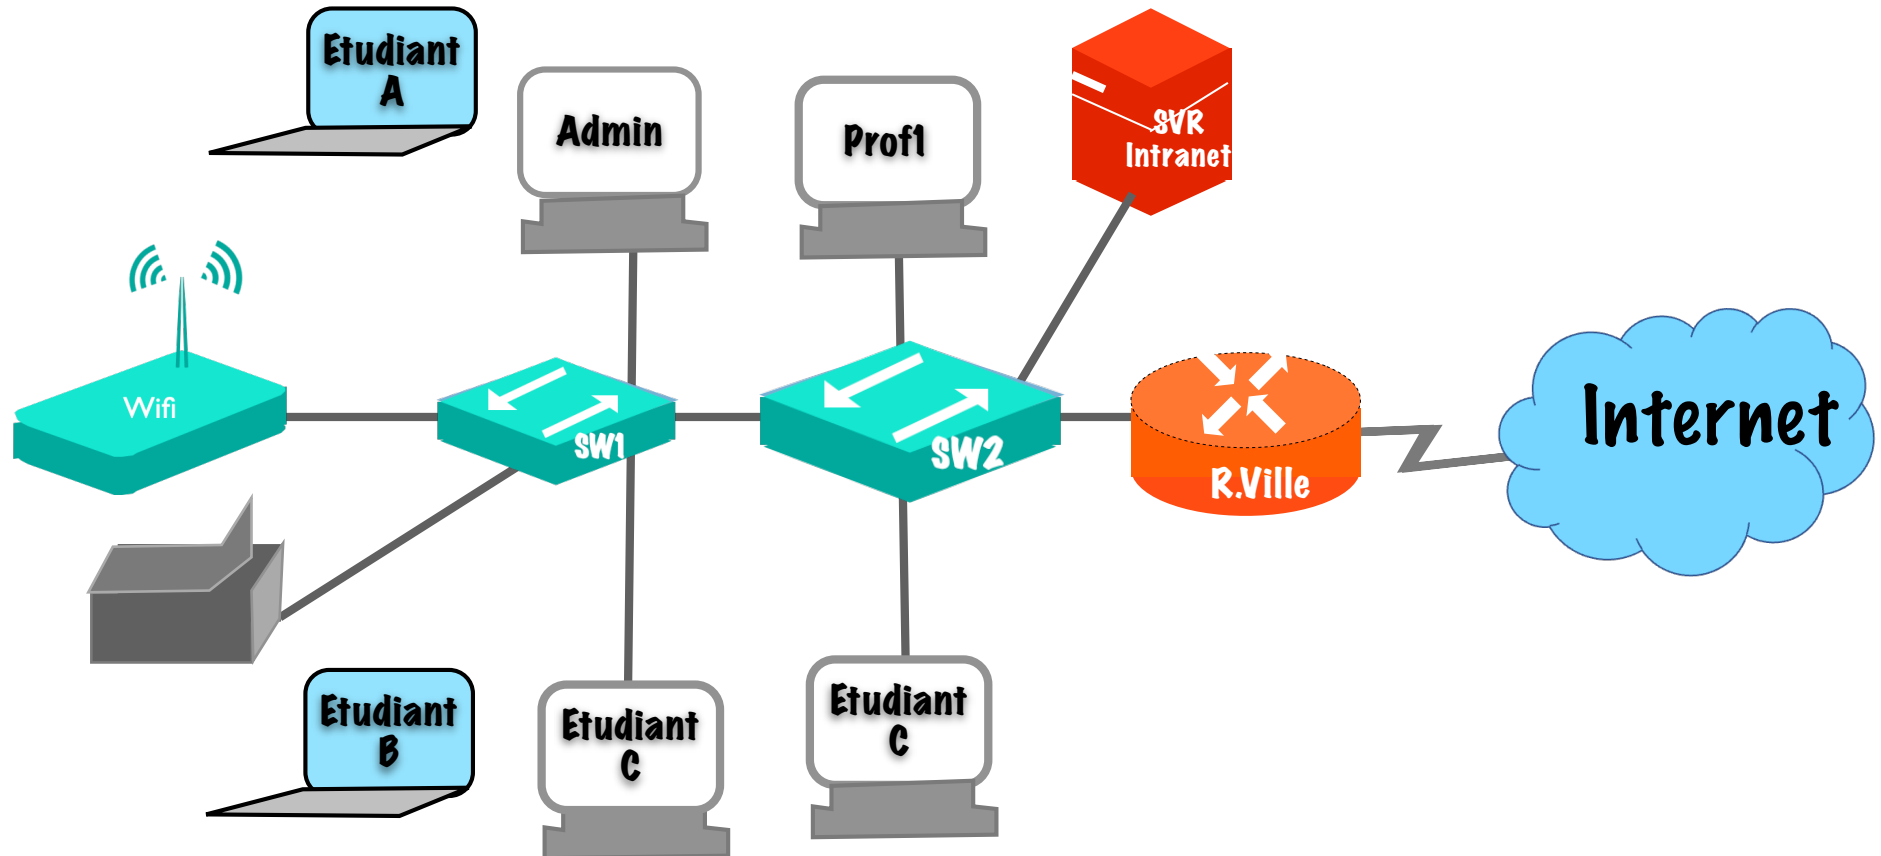 Etudiant
A
Admin
Prof1
SVR
Intranet
Wifi
SW1
SW2
R.Ville
Internet
Etudiant
B
Etudiant
C
Etudiant
C